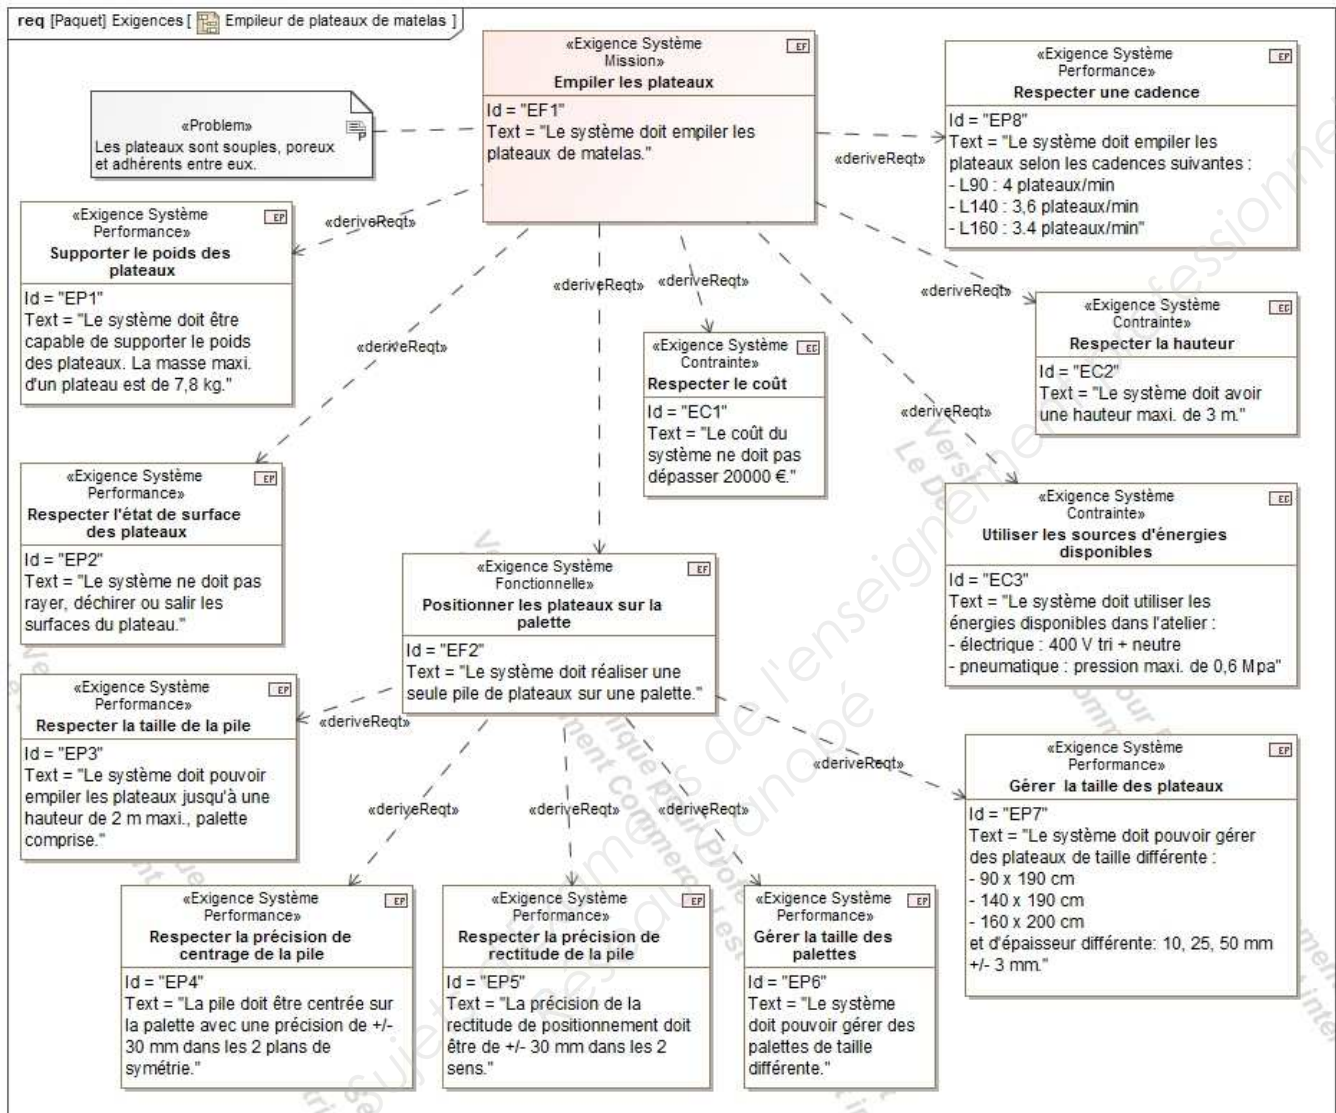 req [Paquet] Exigences [ Empileur de plateaux de matelas ]
«Exigence Système
Mission»
EF
Empiler les plateaux
Id = "EF1"
Text = "Le système doit empiler les
plateaux de matelas."
«Problem»
Les plateaux sont souples, poreux
et adhérents entre eux.
«Exigence Système
Performance»
EP
Respecter une cadence
Id = "EP8"
Text = "Le système doit empiler les
plateaux selon les cadences suivantes :
- L90 : 4 plateaux/min
- L140 : 3,6 plateaux/min
- L160 : 3.4 plateaux/min"
«deriveReqt»
«Exigence Système
Performance»
EP
Supporter le poids des
plateaux
Id = "EP1"
Text = "Le système doit être
capable de supporter le poids
des plateaux. La masse maxi.
d'un plateau est de 7,8 kg."
«deriveReqt»
«deriveReqt»
«deriveReqt»
«deriveReqt»
«deriveReqt»
«deriveReqt»
«Exigence Système
Contrainte»
EC
Respecter la hauteur
Id = "EC2"
Text = "Le système doit avoir
une hauteur maxi. de 3 m."
«Exigence Système
Contrainte»
EC
Respecter le coût
Id = "EC1"
Text = "Le coût du
système ne doit pas
dépasser 20000 €."
«deriveReqt»
«Exigence Système
Performance»
EP
Respecter l'état de surface
des plateaux
Id = "EP2"
Text = "Le système ne doit pas
rayer, déchirer ou salir les
surfaces du plateau."
«Exigence Système
Contrainte»
EC
Utiliser les sources d'énergies
disponibles
Id = "EC3"
Text = "Le système doit utiliser les
énergies disponibles dans l'atelier :
- électrique : 400 V tri + neutre
- pneumatique : pression maxi. de 0,6 Mpa"
«Exigence Système
Fonctionnelle»
EF
Positionner les plateaux sur la
palette
Id = "EF2"
Text = "Le système doit réaliser une
seule pile de plateaux sur une palette."
«Exigence Système
Performance»
EP
Respecter la taille de la pile
Id = "EP3"
Text = "Le système doit pouvoir
empiler les plateaux jusqu'à une
hauteur de 2 m maxi., palette
comprise."
«deriveReqt»
«deriveReqt»
«deriveReqt»
«deriveReqt»
«deriveReqt»
«Exigence Système
Performance»
EP
Gérer la taille des plateaux
Id = "EP7"
Text = "Le système doit pouvoir gérer
des plateaux de taille différente :
- 90 x 190 cm
- 140 x 190 cm
- 160 x 200 cm
et d'épaisseur différente: 10, 25, 50 mm
+/- 3 mm."
«Exigence Système
Performance»
EP
Respecter la précision de
centrage de la pile
Id = "EP4"
Text = "La pile doit être centrée sur
la palette avec une précision de +/-
30 mm dans les 2 plans de
symétrie."
«Exigence Système
Performance»
EP
Respecter la précision de
rectitude de la pile
Id = "EP5"
Text = "La précision de la
rectitude de positionnement doit
être de +/- 30 mm dans les 2
sens."
«Exigence Système
Performance»
EP
Gérer la taille des
palettes
Id = "EP6"
Text = "Le système
doit pouvoir gérer des
palettes de taille
différente."